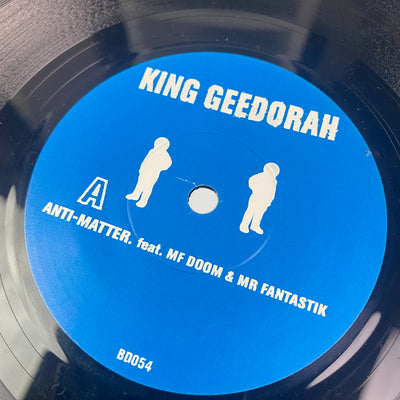 KING GEEDORAH
A
ANTI-MATTER. feat. MF DOOM & MR FANTASTIK
BD054